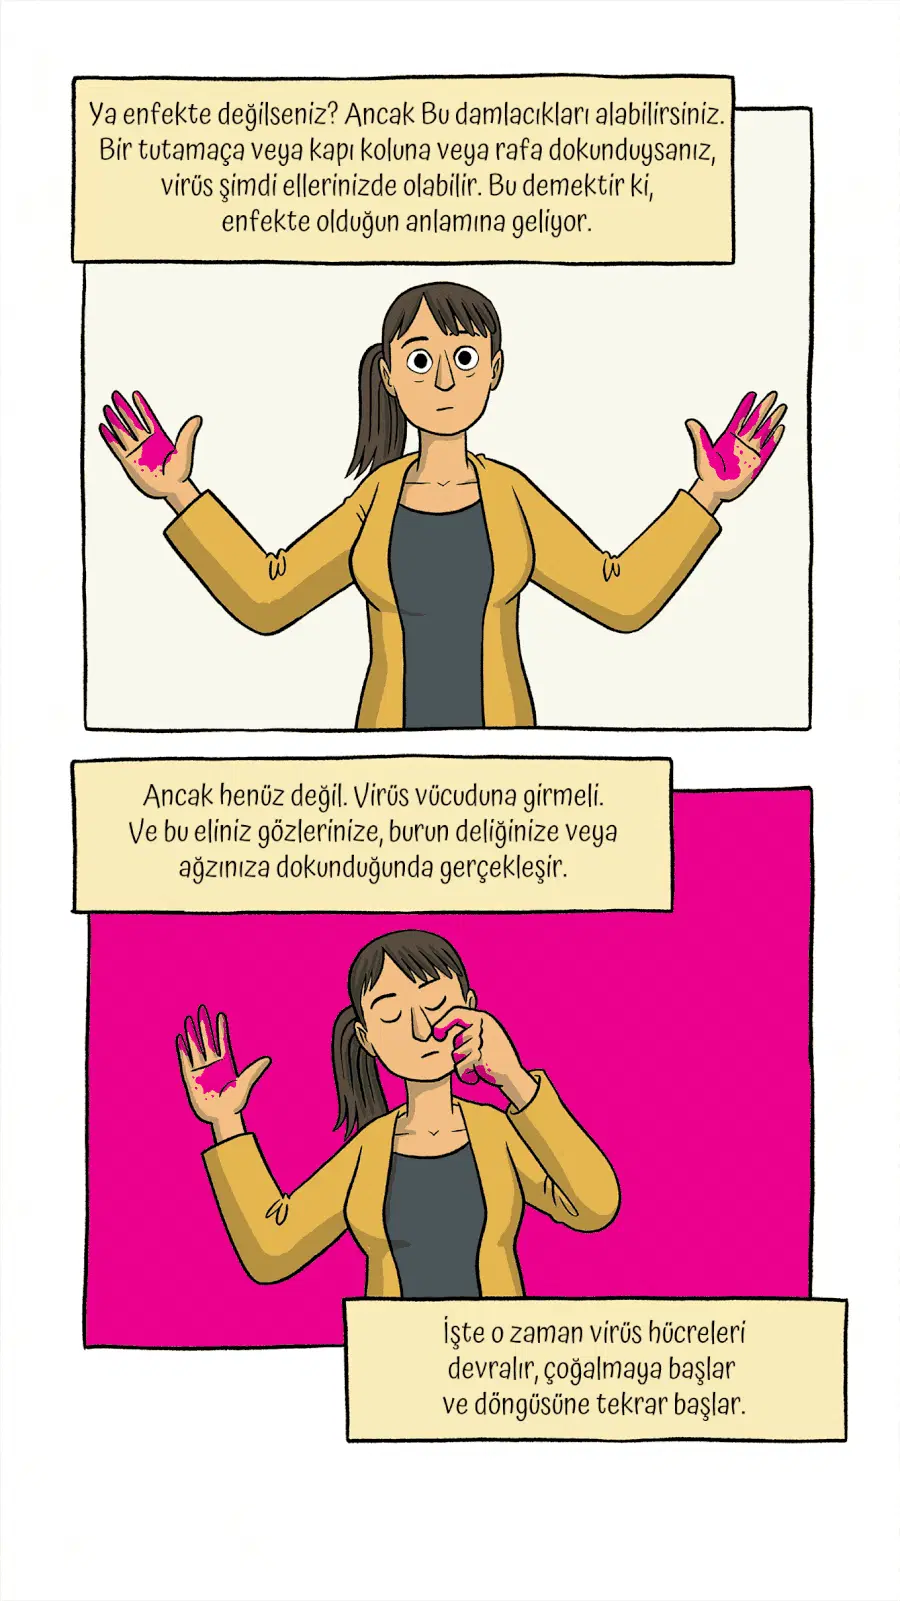 Ya enfekte değilseniz? Ancak Bu damlacıkları alabilirsiniz.
Bir tutamaça veya kapı koluna veya rafa dokunduysanız,
virüs şimdi ellerinizde olabilir. Bu demektir ki,
enfekte olduğun anlamına geliyor.
Ancak henüz değil. Virüs vücuduna girmeli.
Ve bu eliniz gözlerinize, burun deliğinize veya
ağzınıza dokunduğunda gerçekleşir.
İşte o zaman virüs hücreleri
devralır, çoğalmaya başlar
ve döngüsüne tekrar başlar.